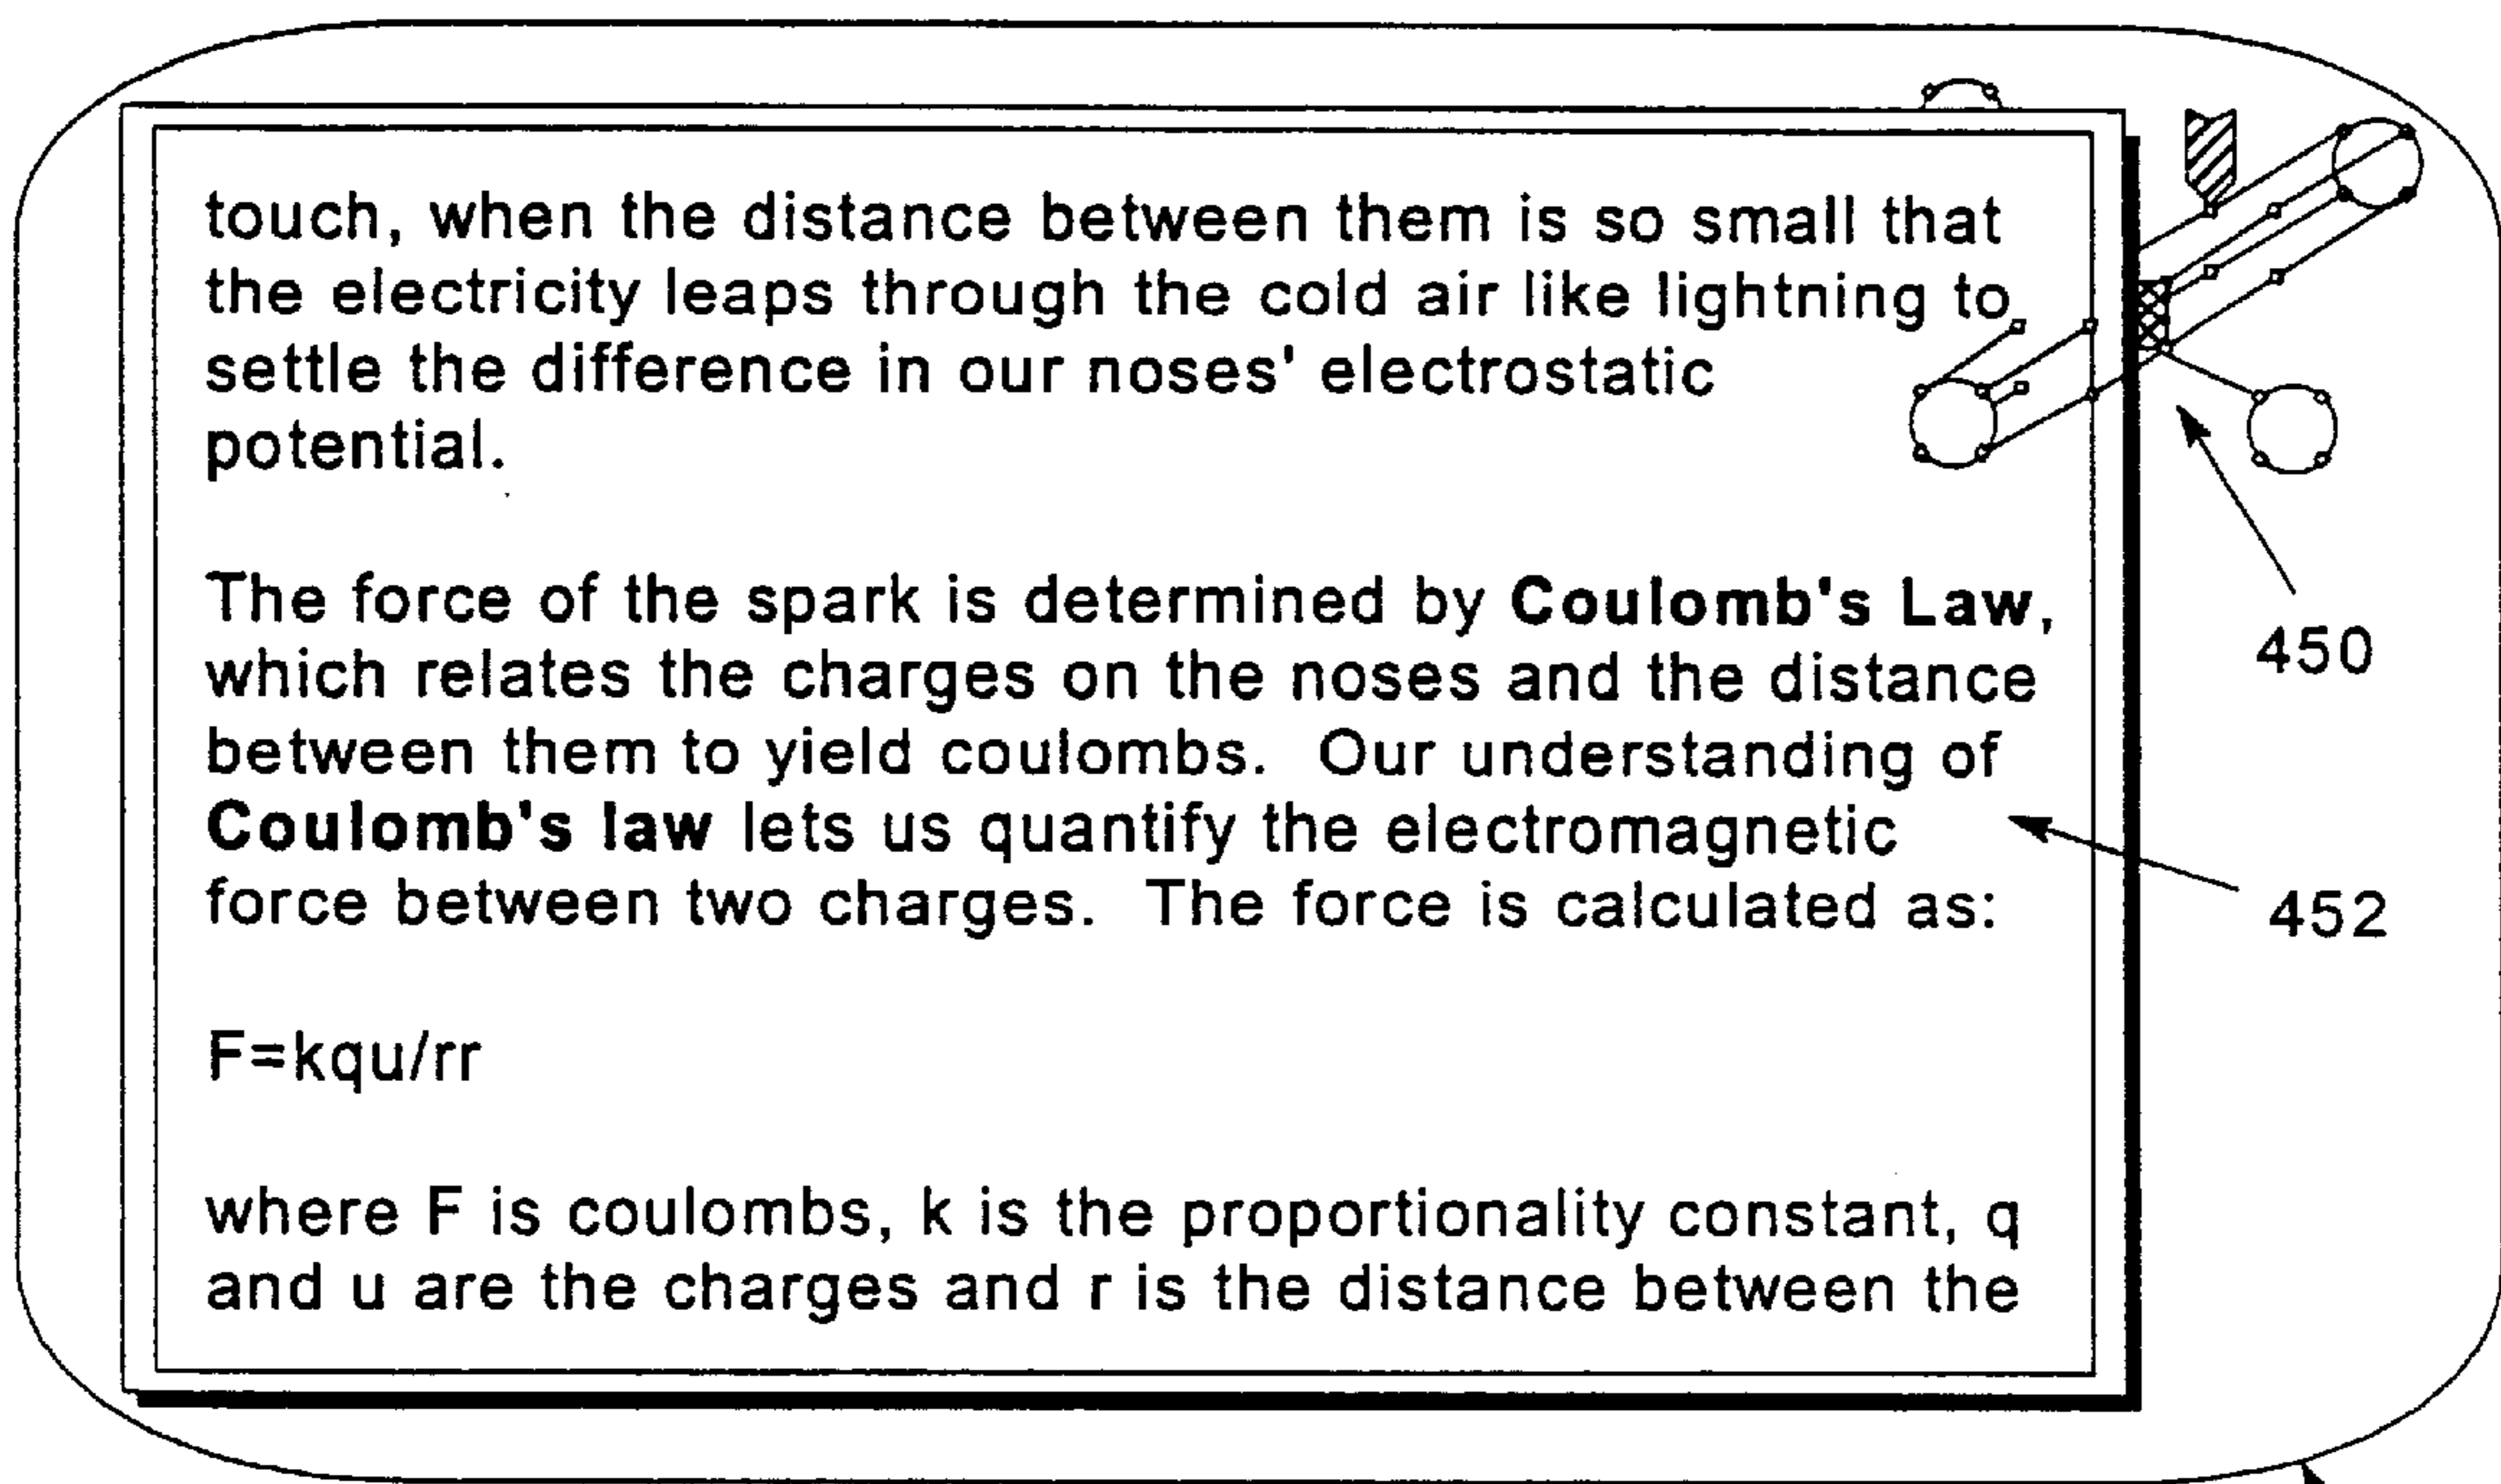 touch, when the distance between them is so small that
the electricity leaps through the cold air like lightning to
settle the difference in our noses' electrostatic
potential.
The force of the spark is determined by Coulomb's Law,
which relates the charges on the noses and the distance
between them to yield coulombs. Our understanding of
Coulomb's law lets us quantify the electromagnetic
force between two charges. The force is calculated as:
F=kqu/rr
where F is coulombs, k is the proportionality constant, q
and u are the charges and r is the distance between the
450
452